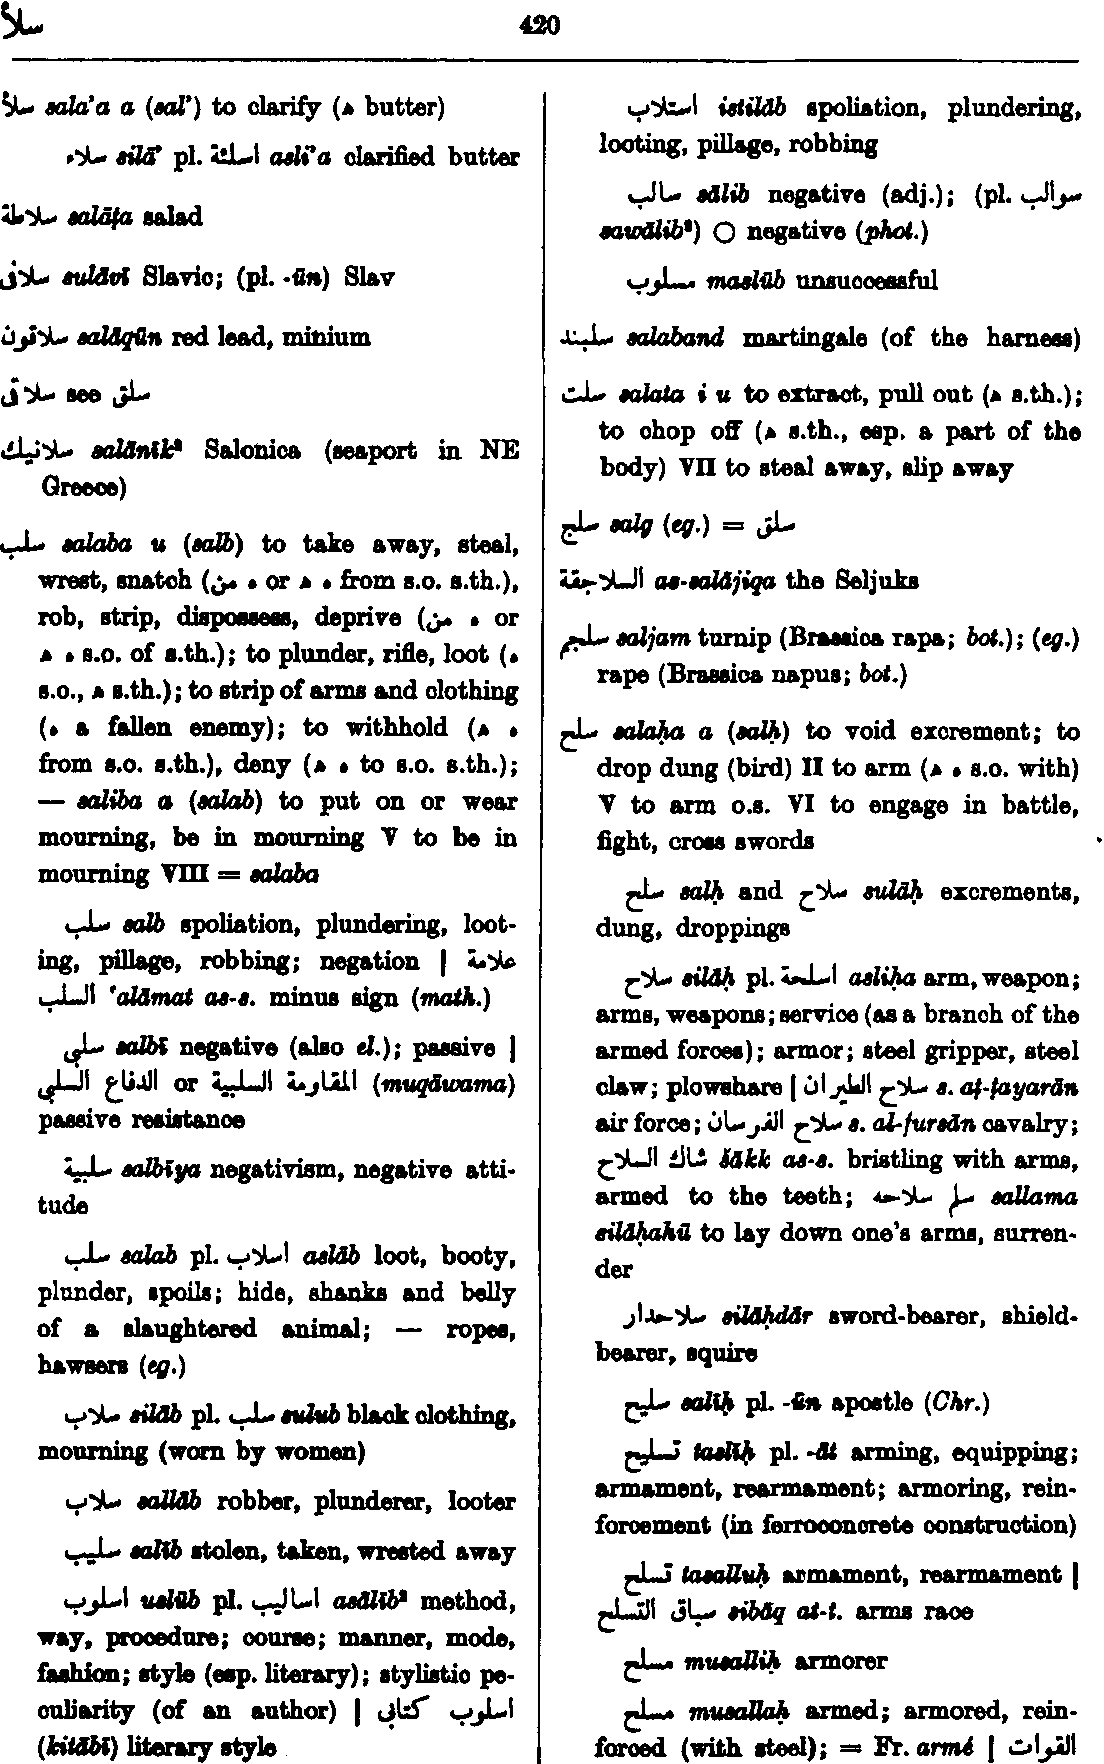 سلأ
420
سلأ sala'a a (sal') to clarify (ه butter)
سلاء silā' pl. اسلئة asli'a clarified butter
سلاطة salāṭa salad
سلافى sulāvī Slavic; (pl. -ūn) Slav
سلاقون salāqūn red lead, minium
سلاقى see سلق
سلانيك salānīk² Salonica (seaport in NE
Greece)
سلب salaba u (salb) to take away, steal,
wrest, snatch (من ه or ه ه from s.o. s.th.),
rob, strip, dispossess, deprive (من ه or
ه ه s.o. of s.th.); to plunder, rifle, loot (ه
s.o., ه s.th.); to strip of arms and clothing
(ه a fallen enemy); to withhold (ه ه
from s.o. s.th.), deny (ه ه to s.o. s.th.);
— saliba a (salab) to put on or wear
mourning, be in mourning V to be in
mourning VIII = salaba
سلب salb spoliation, plundering, loot-
ing, pillage, robbing; negation | علامة
السلب 'alāmat as-s. minus sign (math.)
سلبى salbī negative (also el.); passive |
المقاومة السلبية or الدفاع السلبى (muqāwama)
passive resistance
سلبية salbīya negativism, negative atti-
tude
سلب salab pl. اسلاب aslāb loot, booty,
plunder, spoils; hide, shanks and belly
of a slaughtered animal; — ropes,
hawsers (eg.)
سلاب silāb pl. سلب sulub black clothing,
mourning (worn by women)
سلاب sallāb robber, plunderer, looter
سليب salīb stolen, taken, wrested away
اسلوب uslūb pl. اساليب asālīb² method,
way, procedure; course; manner, mode,
fashion; style (esp. literary); stylistic pe-
culiarity (of an author) | اسلوب كتابى
(kitābī) literary style
استلاب istilāb spoliation, plundering,
looting, pillage, robbing
سالب sālib negative (adj.); (pl. سوالب
sawālib²) ○ negative (phot.)
مسلوب maslūb unsuccessful
سلبند salaband martingale (of the harness)
سلت salata i u to extract, pull out (ه s.th.);
to chop off (ه s.th., esp. a part of the
body) VII to steal away, slip away
سلج salg (eg.) = سلق
السلاجقة as-salājiqa the Seljuks
سلجم saljam turnip (Brassica rapa; bot.); (eg.)
rape (Brassica napus; bot.)
سلح salaḥa a (salḥ) to void excrement; to
drop dung (bird) II to arm (ه ه s.o. with)
V to arm o.s. VI to engage in battle,
fight, cross swords
سلح salḥ and سلاح sulāḥ excrements,
dung, droppings
سلاح silāḥ pl. اسلحة asliḥa arm, weapon;
arms, weapons; service (as a branch of the
armed forces); armor; steel gripper, steel
claw; plowshare | سلاح الطيران s. aṭ-ṭayarān
air force; سلاح الفرسان s. al-fursān cavalry;
شاك السلاح šākk as-s. bristling with arms,
armed to the teeth; سلم سلاحه sallama
silāḥahū to lay down one's arms, surren-
der
سلاحدار silāḥdār sword-bearer, shield-
bearer, squire
سليح salīḥ pl. -ūn apostle (Chr.)
تسليح taslīḥ pl. -āt arming, equipping;
armament, rearmament; armoring, rein-
forcement (in ferroconcrete construction)
تسلح tasalluḥ armament, rearmament |
سباق التسلح sibāq at-t. arms race
مسلح musalliḥ armorer
مسلح musallaḥ armed; armored, rein-
forced (with steel); = Fr. armé | القوات